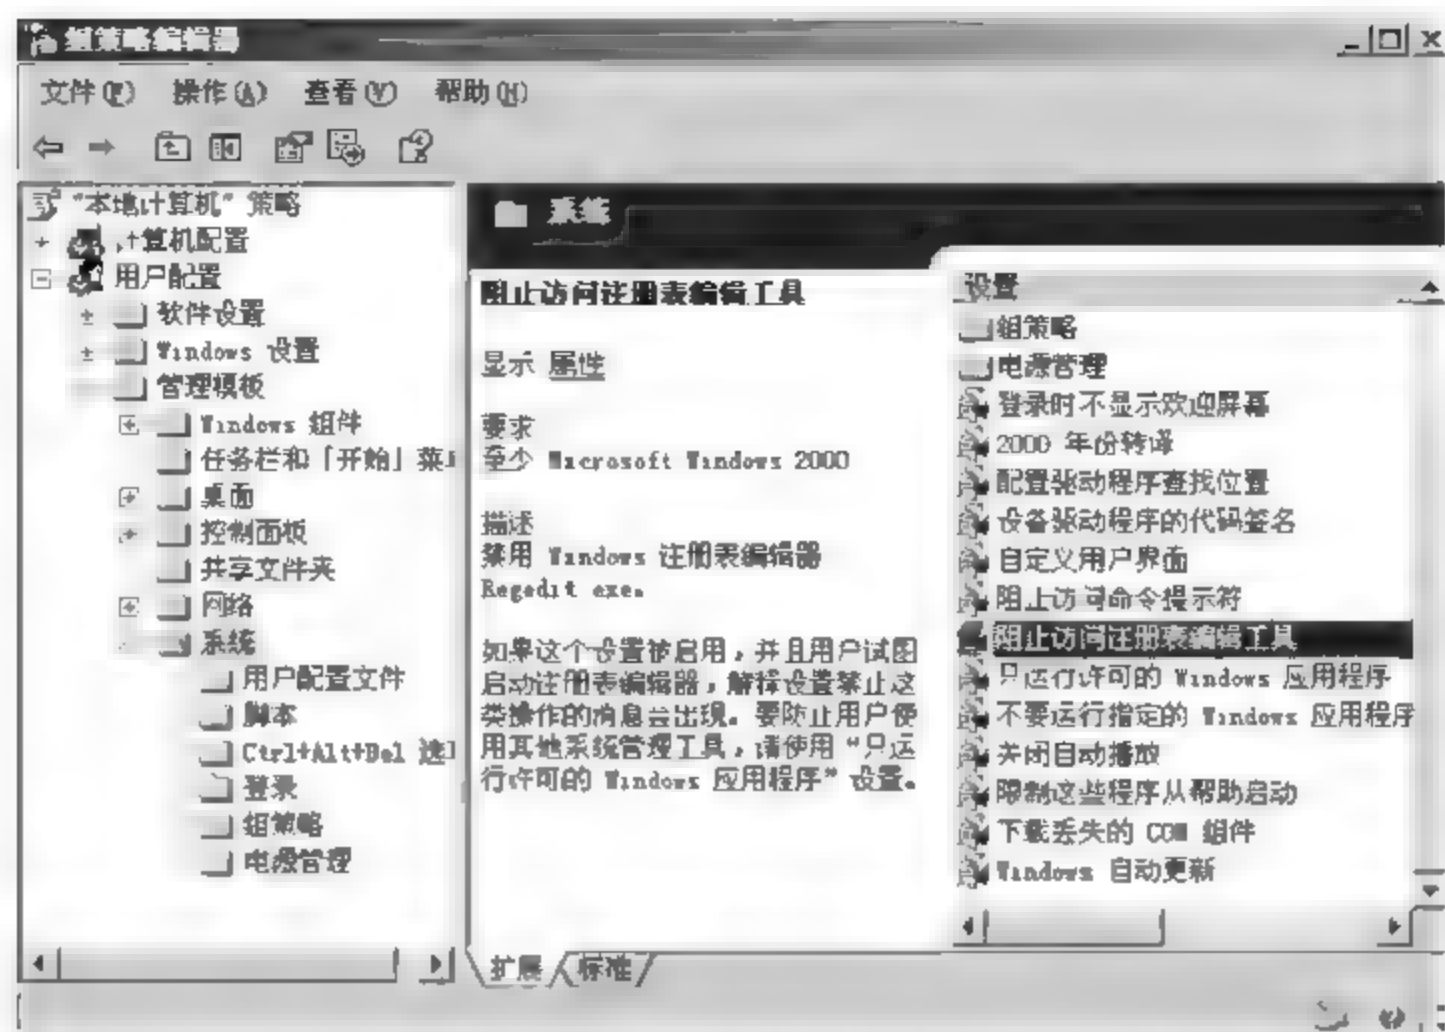 组策略编辑器
文件(F) 操作(A) 查看(V) 帮助(H)
"本地计算机" 策略
计算机配置
用户配置
软件设置
Windows 设置
管理模板
Windows 组件
任务栏和「开始」菜
桌面
控制面板
共享文件夹
网络
系统
用户配置文件
脚本
Ctrl+Alt+Del 选
登录
组策略
电源管理
系统
阻止访问注册表编辑工具
显示 属性
要求
至少 Microsoft Windows 2000
描述
禁用 Windows 注册表编辑器
Regedit exe。
如果这个设置被启用，并且用户试图
启动注册表编辑器，解释设置禁止这
类操作的消息会出现。要防止用户使
用其他系统管理工具，请使用“只运
行许可的 Windows 应用程序”设置。
设置
组策略
电源管理
登录时不显示欢迎屏幕
2000 年份转译
配置驱动程序查找位置
设备驱动程序的代码签名
自定义用户界面
阻止访问命令提示符
阻止访问注册表编辑工具
只运行许可的 Windows 应用程序
不要运行指定的 Windows 应用程序
关闭自动播放
限制这些程序从帮助启动
下载丢失的 COM 组件
Windows 自动更新
扩展 标准